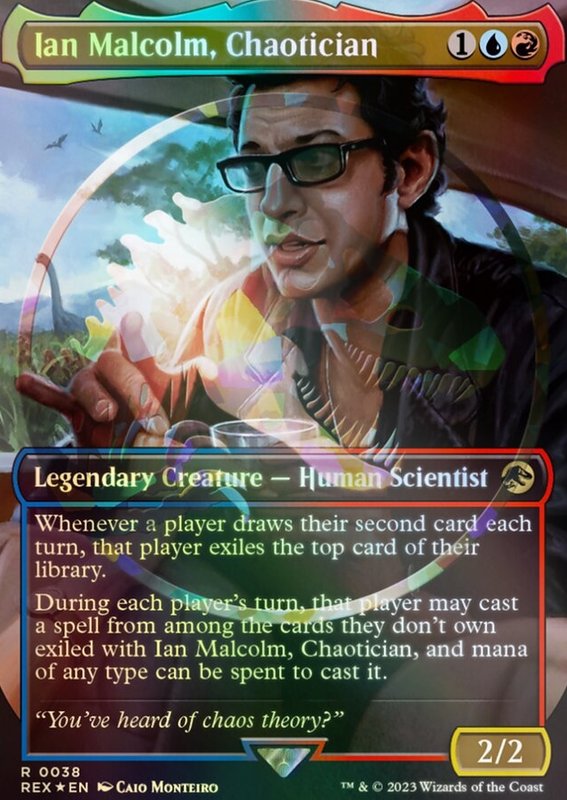 Ian Malcolm, Chaotician 1
Legendary Creature — Human Scientist
Whenever a player draws their second card each
turn, that player exiles the top card of their
library.
During each player's turn, that player may cast
a spell from among the cards they don't own
exiled with Ian Malcolm, Chaotician, and mana
of any type can be spent to cast it.
“You've heard of chaos theory?”
2/2
R 0038
REX★EN Caio Monteiro
™ & © 2023 Wizards of the Coast